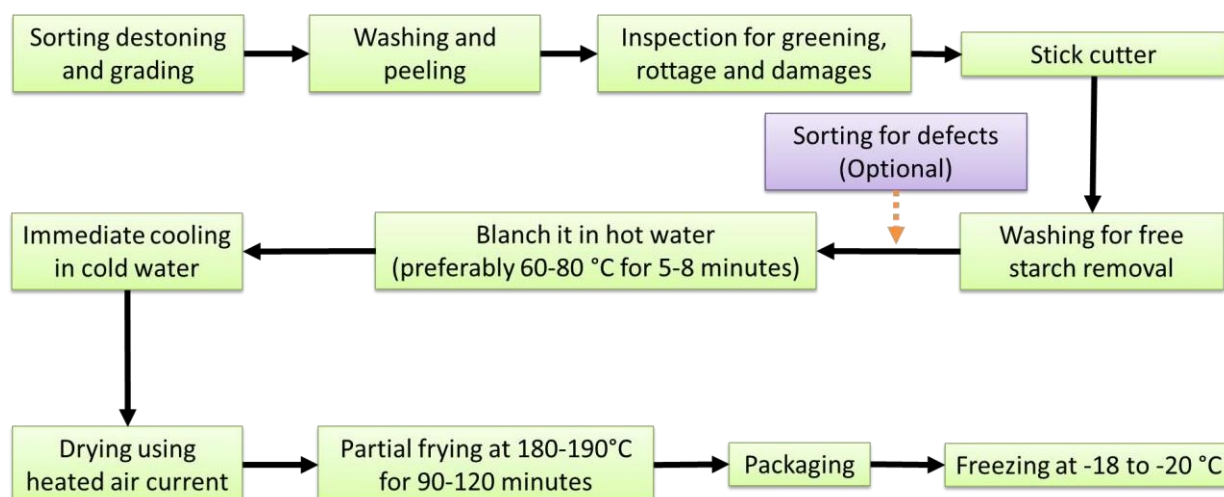 Sorting destoning
and grading
Washing and
peeling
Inspection for greening,
rottage and damages
Stick cutter
Sorting for defects
(Optional)
Washing for free
starch removal
Blanch it in hot water
(preferably 60-80 °C for 5-8 minutes)
Immediate cooling
in cold water
Drying using
heated air current
Partial frying at 180-190°C
for 90-120 minutes
Packaging
Freezing at -18 to -20 °C